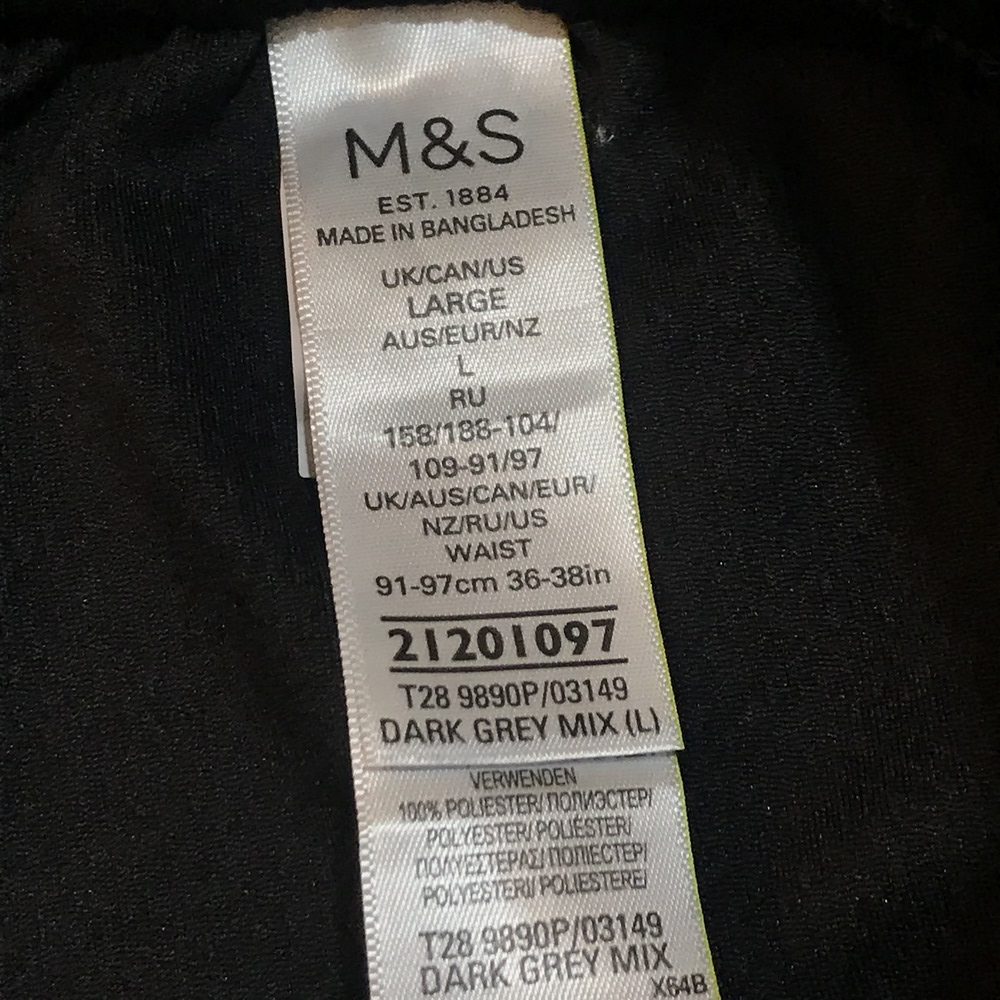 M&S
EST. 1884
MADE IN BANGLADESH
UK/CAN/US
LARGE
AUS/EUR/NZ
L
RU
158/188-104/
109-91/97
UK/AUS/CAN/EUR/
NZ/RU/US
WAIST
91-97cm 36-38in
21201097
T28 9890P/03149
DARK GREY MIX (L)
VERWENDEN
100% POLIESTER/ПОЛИЭСТЕР/
POLYESTER/POLIÉSTER/
ΠΟΛΥΕΣΤΕΡΑΣ/ПОЛІЕСТЕР/
POLYESTERI/POLIESTERE/
T28 9890P/03149
DARK GREY MIX
X64B